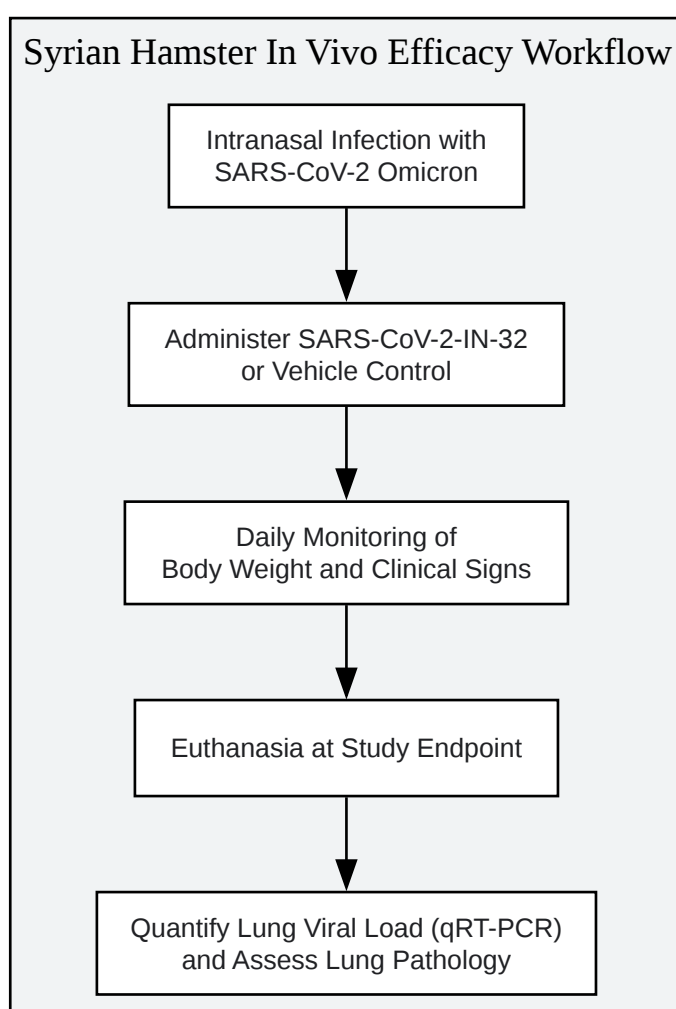 Syrian Hamster In Vivo Efficacy Workflow
Intranasal Infection with
SARS-CoV-2 Omicron
Administer SARS-CoV-2-IN-32
or Vehicle Control
Daily Monitoring of
Body Weight and Clinical Signs
Euthanasia at Study Endpoint
Quantify Lung Viral Load (qRT-PCR)
and Assess Lung Pathology